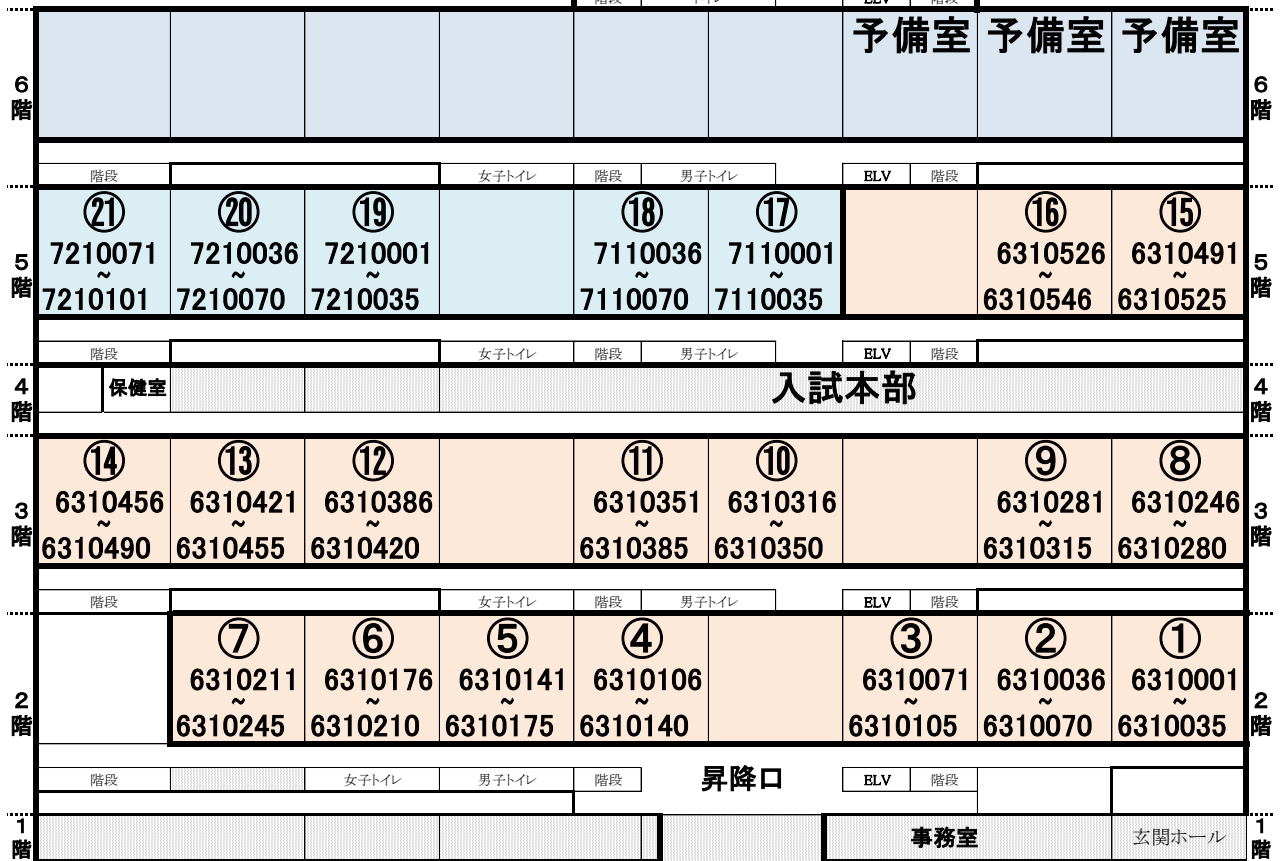 階段 トイレ ELV 階段
予備室 予備室 予備室
6階 6階
階段 女子トイレ 階段 男子トイレ ELV 階段
㉑ ⑳ ⑲ ⑱ ⑰ ⑯ ⑮
7210071 7210036 7210001 7110036 7110001 6310526 6310491
5階 ~ ~ ~ ~ ~ ~ ~ 5階
7210101 7210070 7210035 7110070 7110035 6310546 6310525
階段 女子トイレ 階段 男子トイレ ELV 階段
4階 保健室 入試本部 4階
⑭ ⑬ ⑫ ⑪ ⑩ ⑨ ⑧
6310456 6310421 6310386 6310351 6310316 6310281 6310246
3階 ~ ~ ~ ~ ~ ~ ~ 3階
6310490 6310455 6310420 6310385 6310350 6310315 6310280
階段 女子トイレ 階段 男子トイレ ELV 階段
⑦ ⑥ ⑤ ④ ③ ② ①
6310211 6310176 6310141 6310106 6310071 6310036 6310001
2階 ~ ~ ~ ~ ~ ~ ~ 2階
6310245 6310210 6310175 6310140 6310105 6310070 6310035
階段 女子トイレ 男子トイレ 階段 昇降口 ELV 階段
1階 事務室 玄関ホール 1階